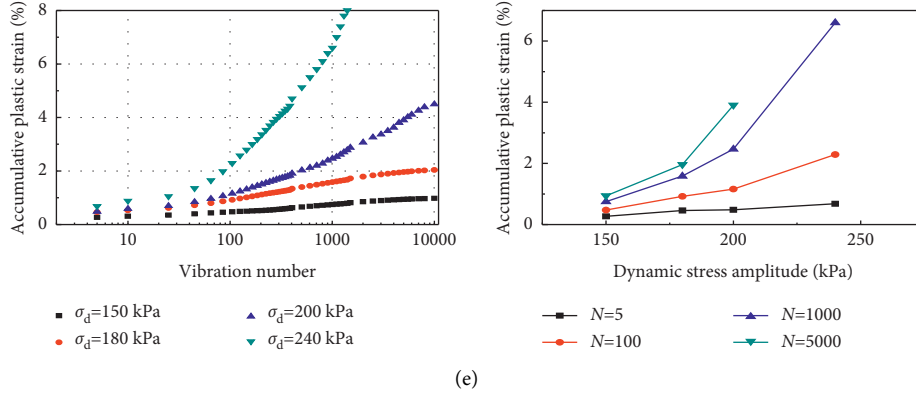 Accumulative plastic strain (%)
8
6
4
2
0
10
100
1000
10000
Vibration number
σd=150 kPa
σd=200 kPa
σd=180 kPa
σd=240 kPa
Accumulative plastic strain (%)
6
4
2
0
150
200
250
Dynamic stress amplitude (kPa)
N=5
N=1000
N=100
N=5000
(e)